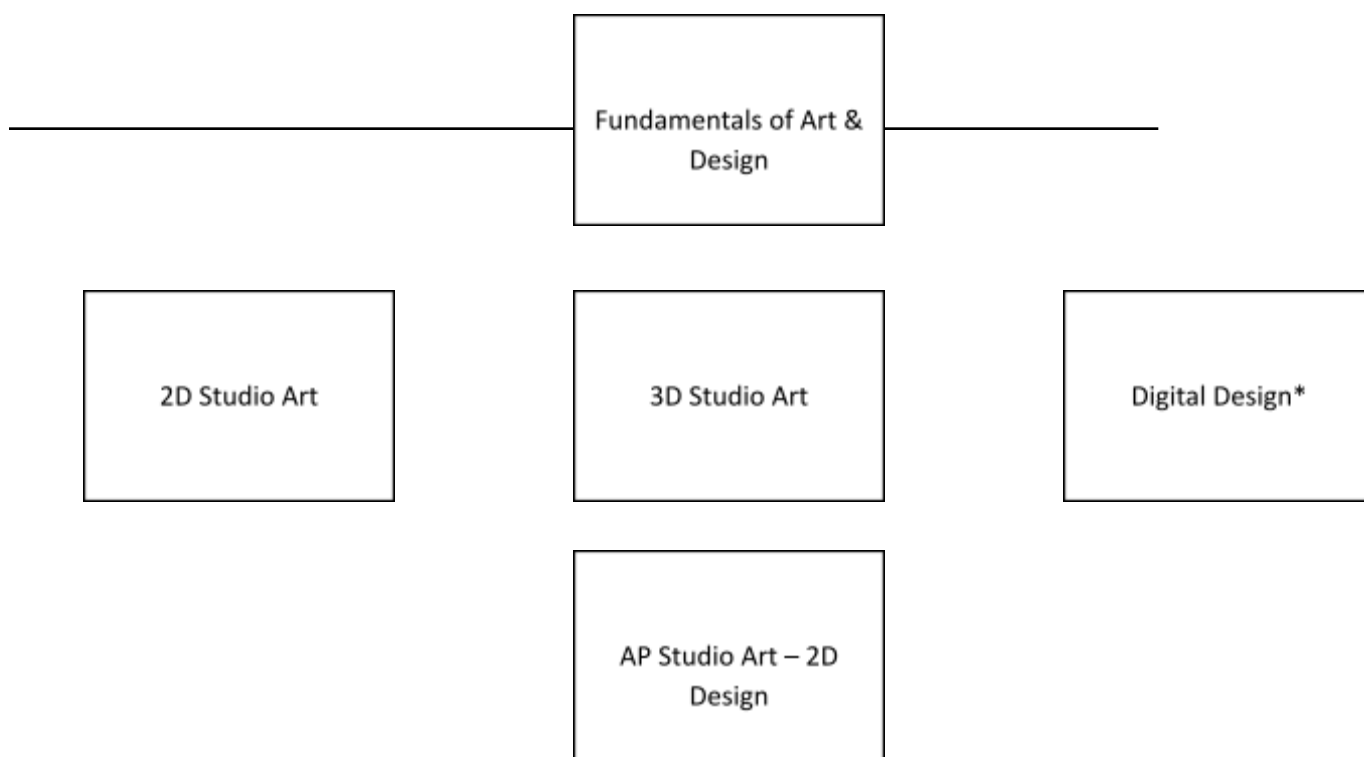 Fundamentals of Art &
Design
2D Studio Art
3D Studio Art
Digital Design*
AP Studio Art – 2D
Design